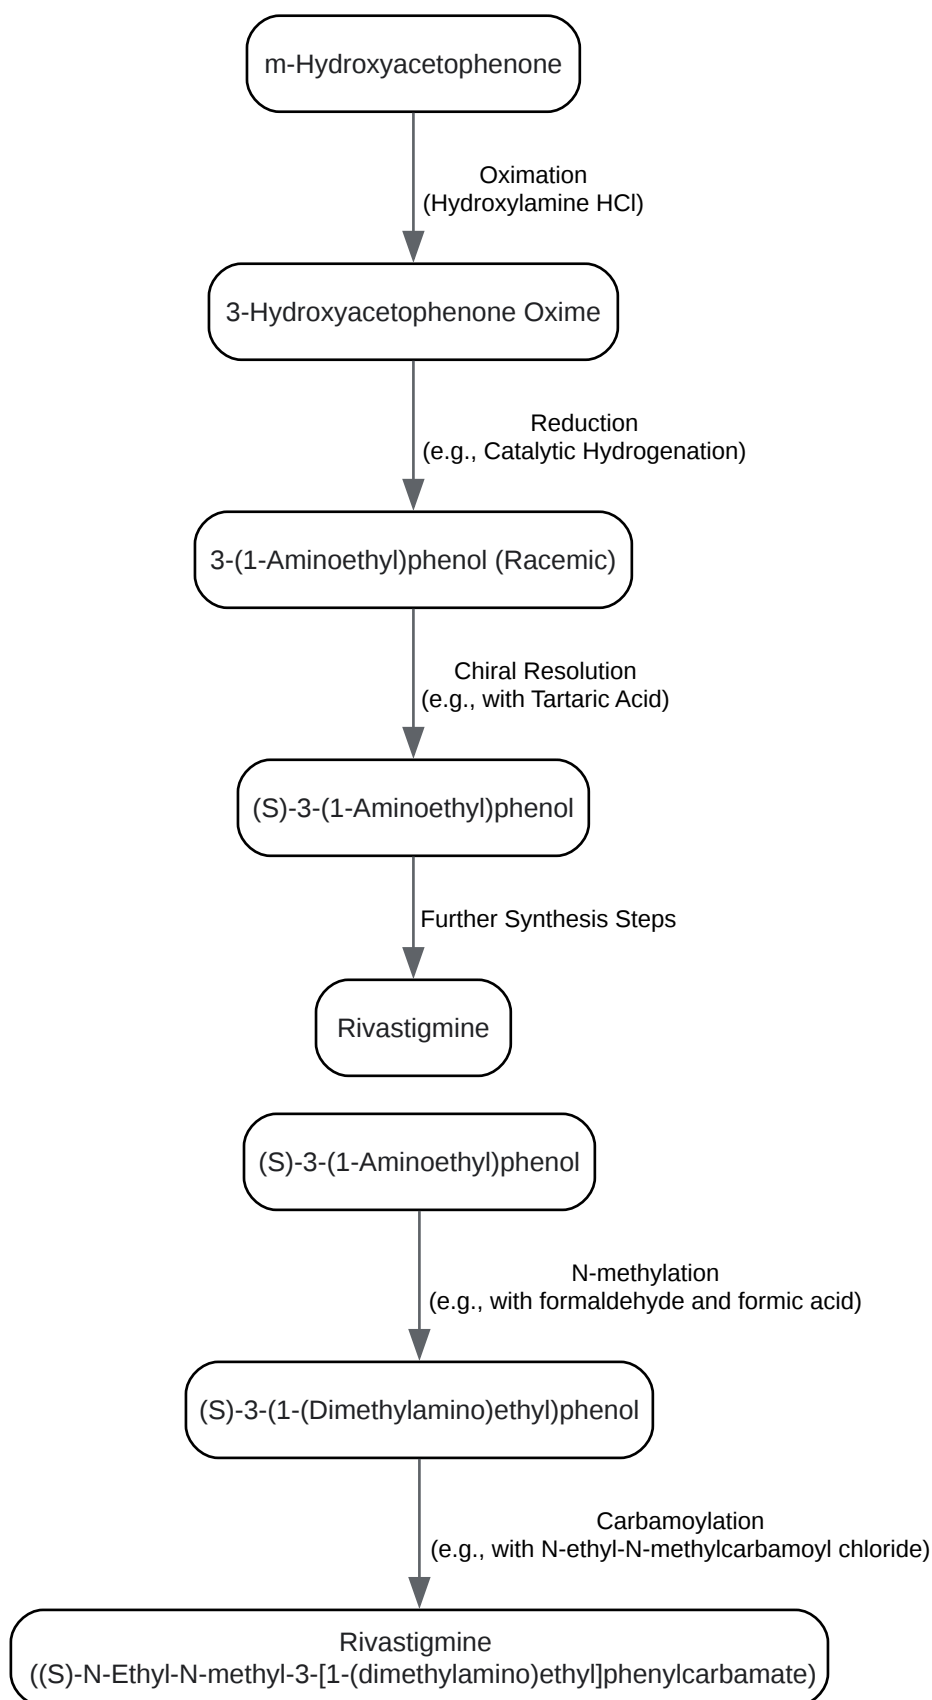 m-Hydroxyacetophenone
Oximation
(Hydroxylamine HCl)
3-Hydroxyacetophenone Oxime
Reduction
(e.g., Catalytic Hydrogenation)
3-(1-Aminoethyl)phenol (Racemic)
Chiral Resolution
(e.g., with Tartaric Acid)
(S)-3-(1-Aminoethyl)phenol
Further Synthesis Steps
Rivastigmine
(S)-3-(1-Aminoethyl)phenol
N-methylation
(e.g., with formaldehyde and formic acid)
(S)-3-(1-(Dimethylamino)ethyl)phenol
Carbamoylation
(e.g., with N-ethyl-N-methylcarbamoyl chloride)
Rivastigmine
((S)-N-Ethyl-N-methyl-3-[1-(dimethylamino)ethyl]phenylcarbamate)